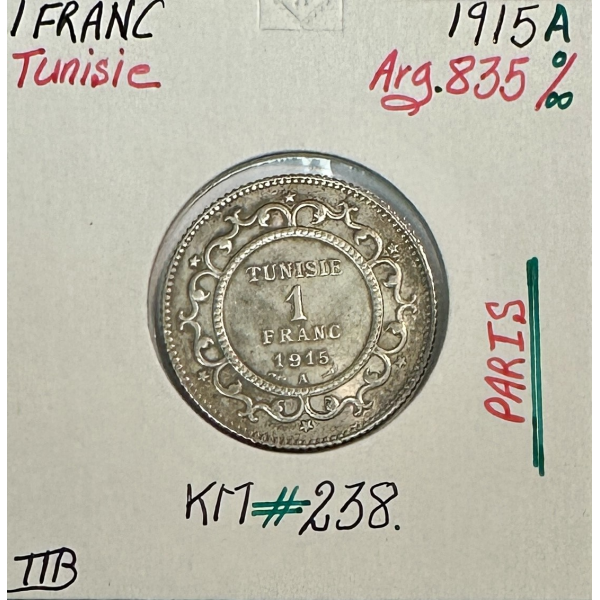 1 FRANC
1915 A
Tunisie
Arg. 835 ‰
TUNISIE
1
FRANC
1915
A
PARIS
KM#238.
TTB